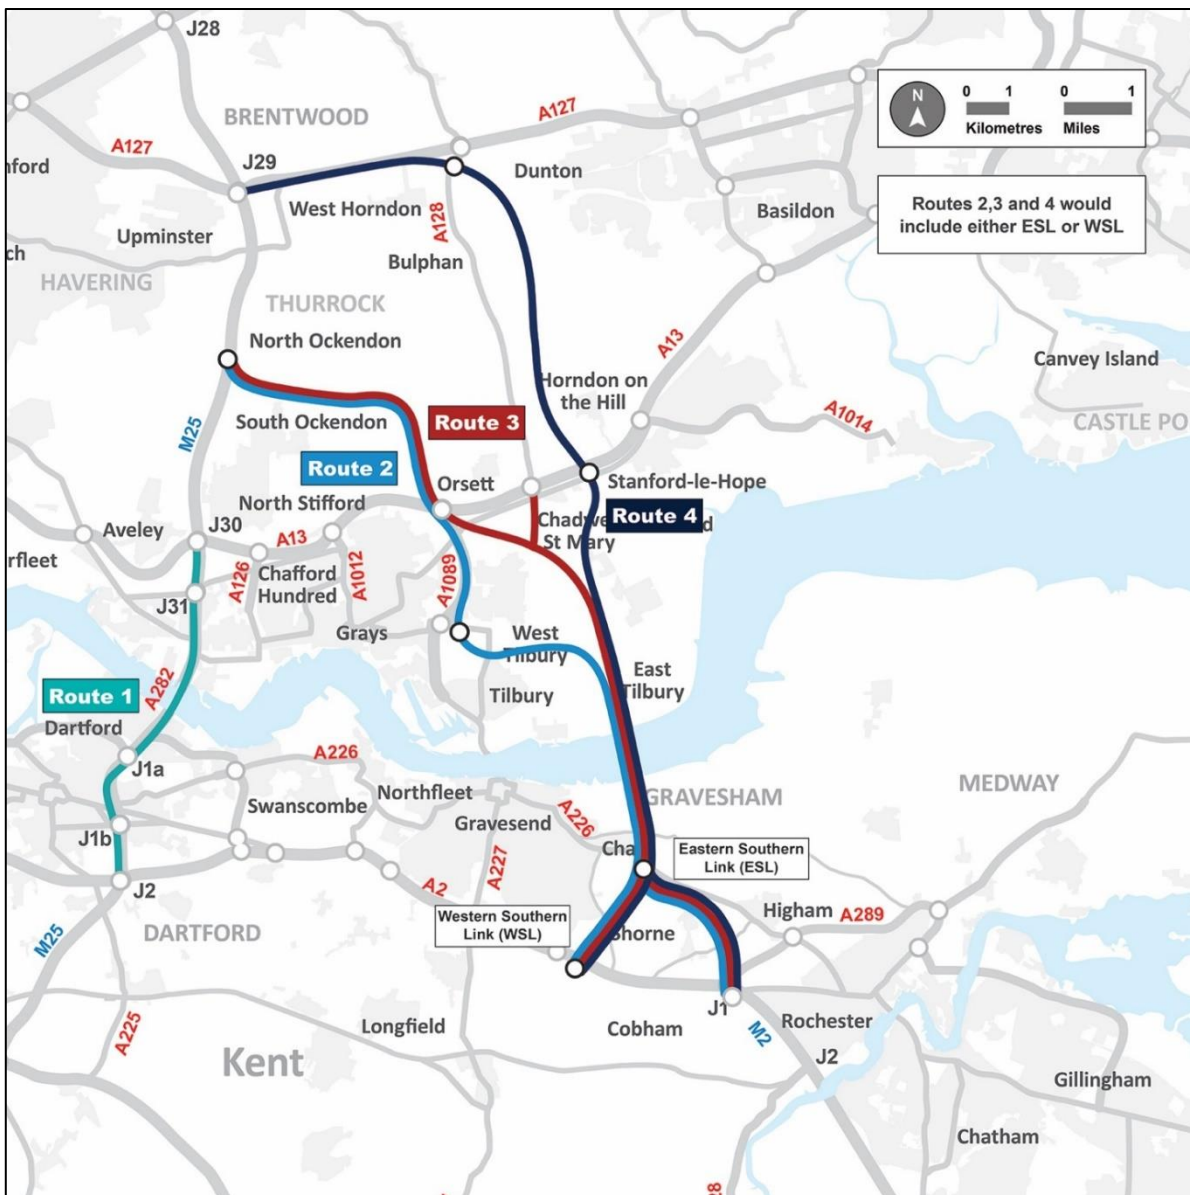 J28
BRENTWOOD
A127
A127
N
0 1
Kilometres
0 1
Miles
J29
Dunton
West Horndon
A128
Upminster
Basildon
Routes 2,3 and 4 would
include either ESL or WSL
Bulphan
HAVERING
THURROCK
North Ockendon
A13
Canvey Island
Horndon on
the Hill
A1014
CASTLE PO
M25
South Ockendon
Route 3
Route 2
Orsett
Stanford-le-Hope
North Stifford
Route 4
Aveley
J30
A13
Chadwe
St Mary
rfleet
A126
Chafford
Hundred
A1012
A1089
J31
Grays
West
Tilbury
East
Tilbury
Tilbury
A282
Route 1
Dartford
J1a
A226
Swanscombe
Northfleet
Gravesend
A226
GRAVESHAM
MEDWAY
J1b
Cha
Eastern Southern
Link (ESL)
A227
J2
A2
Western Southern
Link (WSL)
Higham
A289
M25
DARTFORD
Shorne
J1
M2
A225
Longfield
Cobham
Rochester
J2
Kent
Gillingham
Chatham